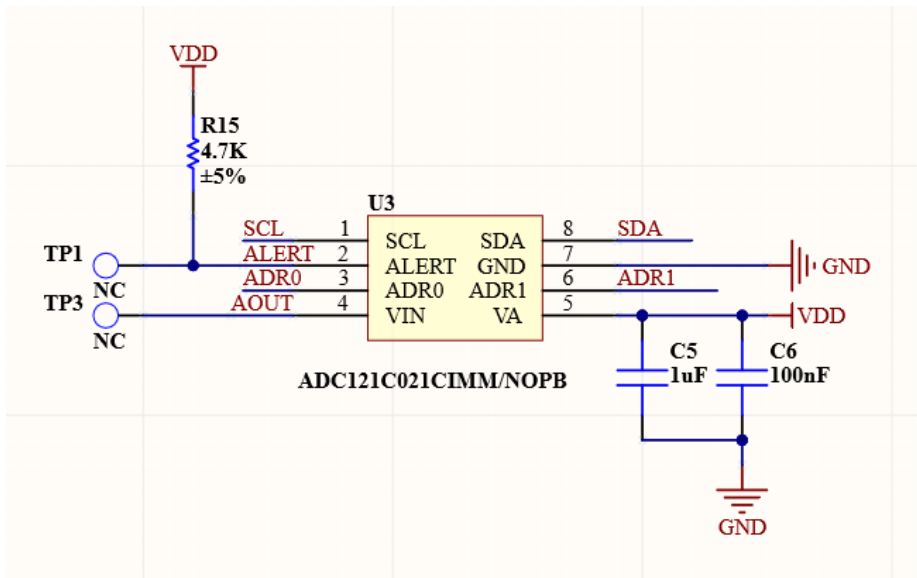 VDD
R15
4.7K
±5%
U3
SCL 1 SCL SDA 8 SDA
TP1 ALERT 2 ALERT GND 7 GND
NC ADR0 3 ADR0 ADR1 6 ADR1
TP3 AOUT 4 VIN VA 5 VDD
NC
C5 C6
1uF 100nF
ADC121C021CIMM/NOPB
GND